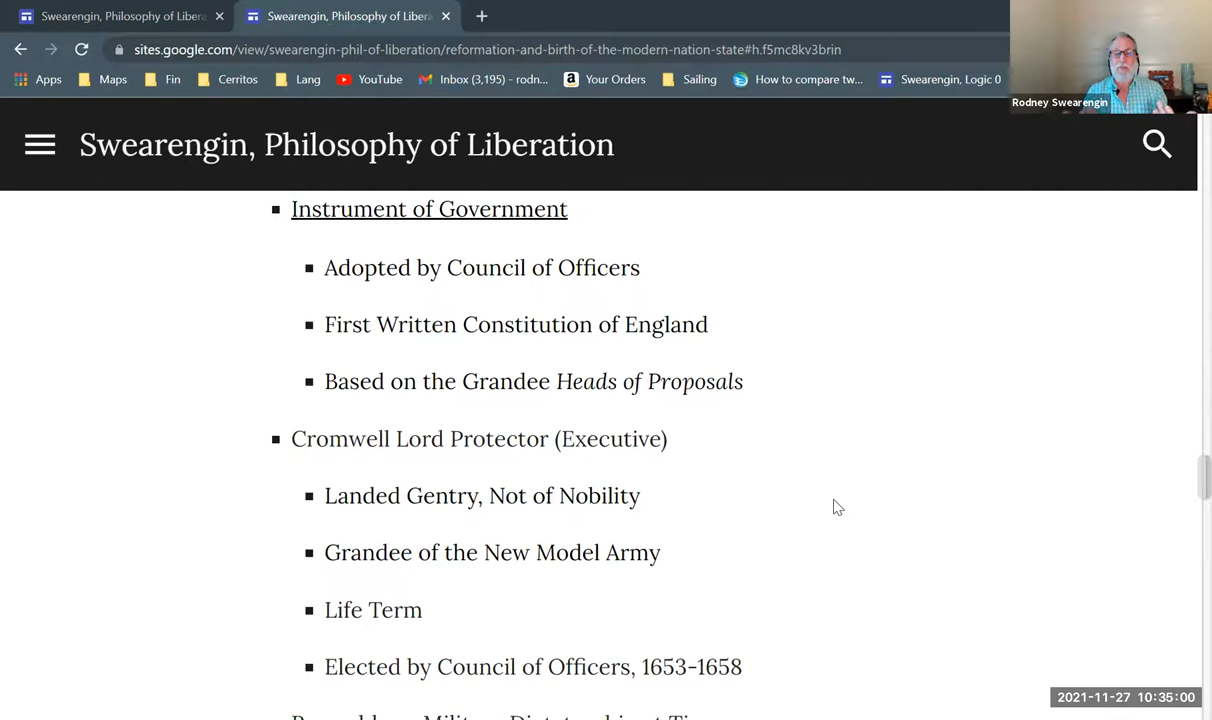 Swearengin, Philosophy of Libera
Swearengin, Philosophy of Libera
sites.google.com/view/swearengin-phil-of-liberation/reformation-and-birth-of-the-modern-nation-state#h.f5mc8kv3brin
Apps
Maps
Fin
Cerritos
Lang
YouTube
Inbox (3,195) - rodn...
Your Orders
Sailing
How to compare tw...
Swearengin, Logic 0
Rodney Swearengin
Swearengin, Philosophy of Liberation
Instrument of Government
Adopted by Council of Officers
First Written Constitution of England
Based on the Grandee Heads of Proposals
Cromwell Lord Protector (Executive)
Landed Gentry, Not of Nobility
Grandee of the New Model Army
Life Term
Elected by Council of Officers, 1653-1658
2021-11-27 10:35:00